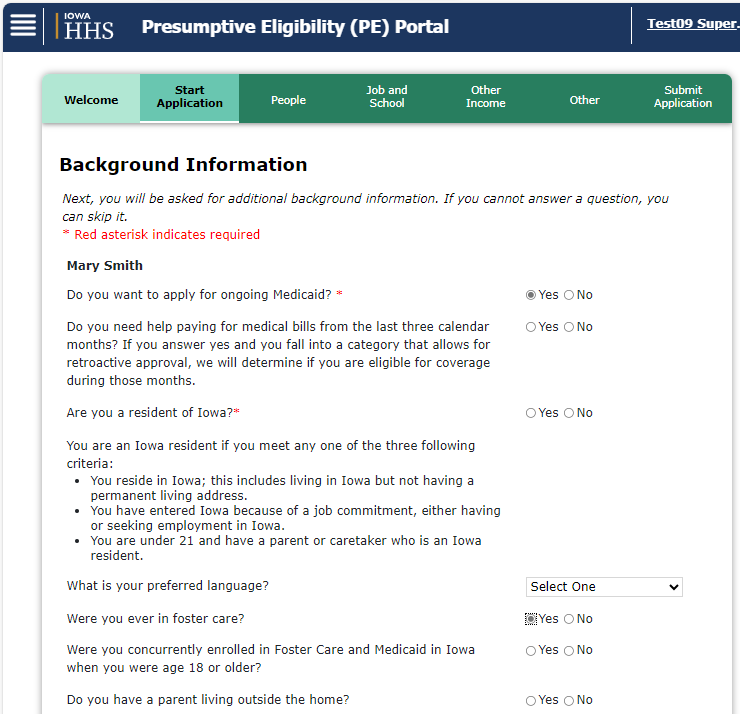 IOWA
HHS
Presumptive Eligibility (PE) Portal
Test09 Super.
Welcome
Start
Application
People
Job and
School
Other
Income
Other
Submit
Application
Background Information
Next, you will be asked for additional background information. If you cannot answer a question, you
can skip it.
* Red asterisk indicates required
Mary Smith
Do you want to apply for ongoing Medicaid? * Yes No
Do you need help paying for medical bills from the last three calendar Yes No
months? If you answer yes and you fall into a category that allows for
retroactive approval, we will determine if you are eligible for coverage
during those months.
Are you a resident of Iowa?* Yes No
You are an Iowa resident if you meet any one of the three following
criteria:
• You reside in Iowa; this includes living in Iowa but not having a
permanent living address.
• You have entered Iowa because of a job commitment, either having
or seeking employment in Iowa.
• You are under 21 and have a parent or caretaker who is an Iowa
resident.
What is your preferred language? Select One
Were you ever in foster care? Yes No
Were you concurrently enrolled in Foster Care and Medicaid in Iowa Yes No
when you were age 18 or older?
Do you have a parent living outside the home? Yes No